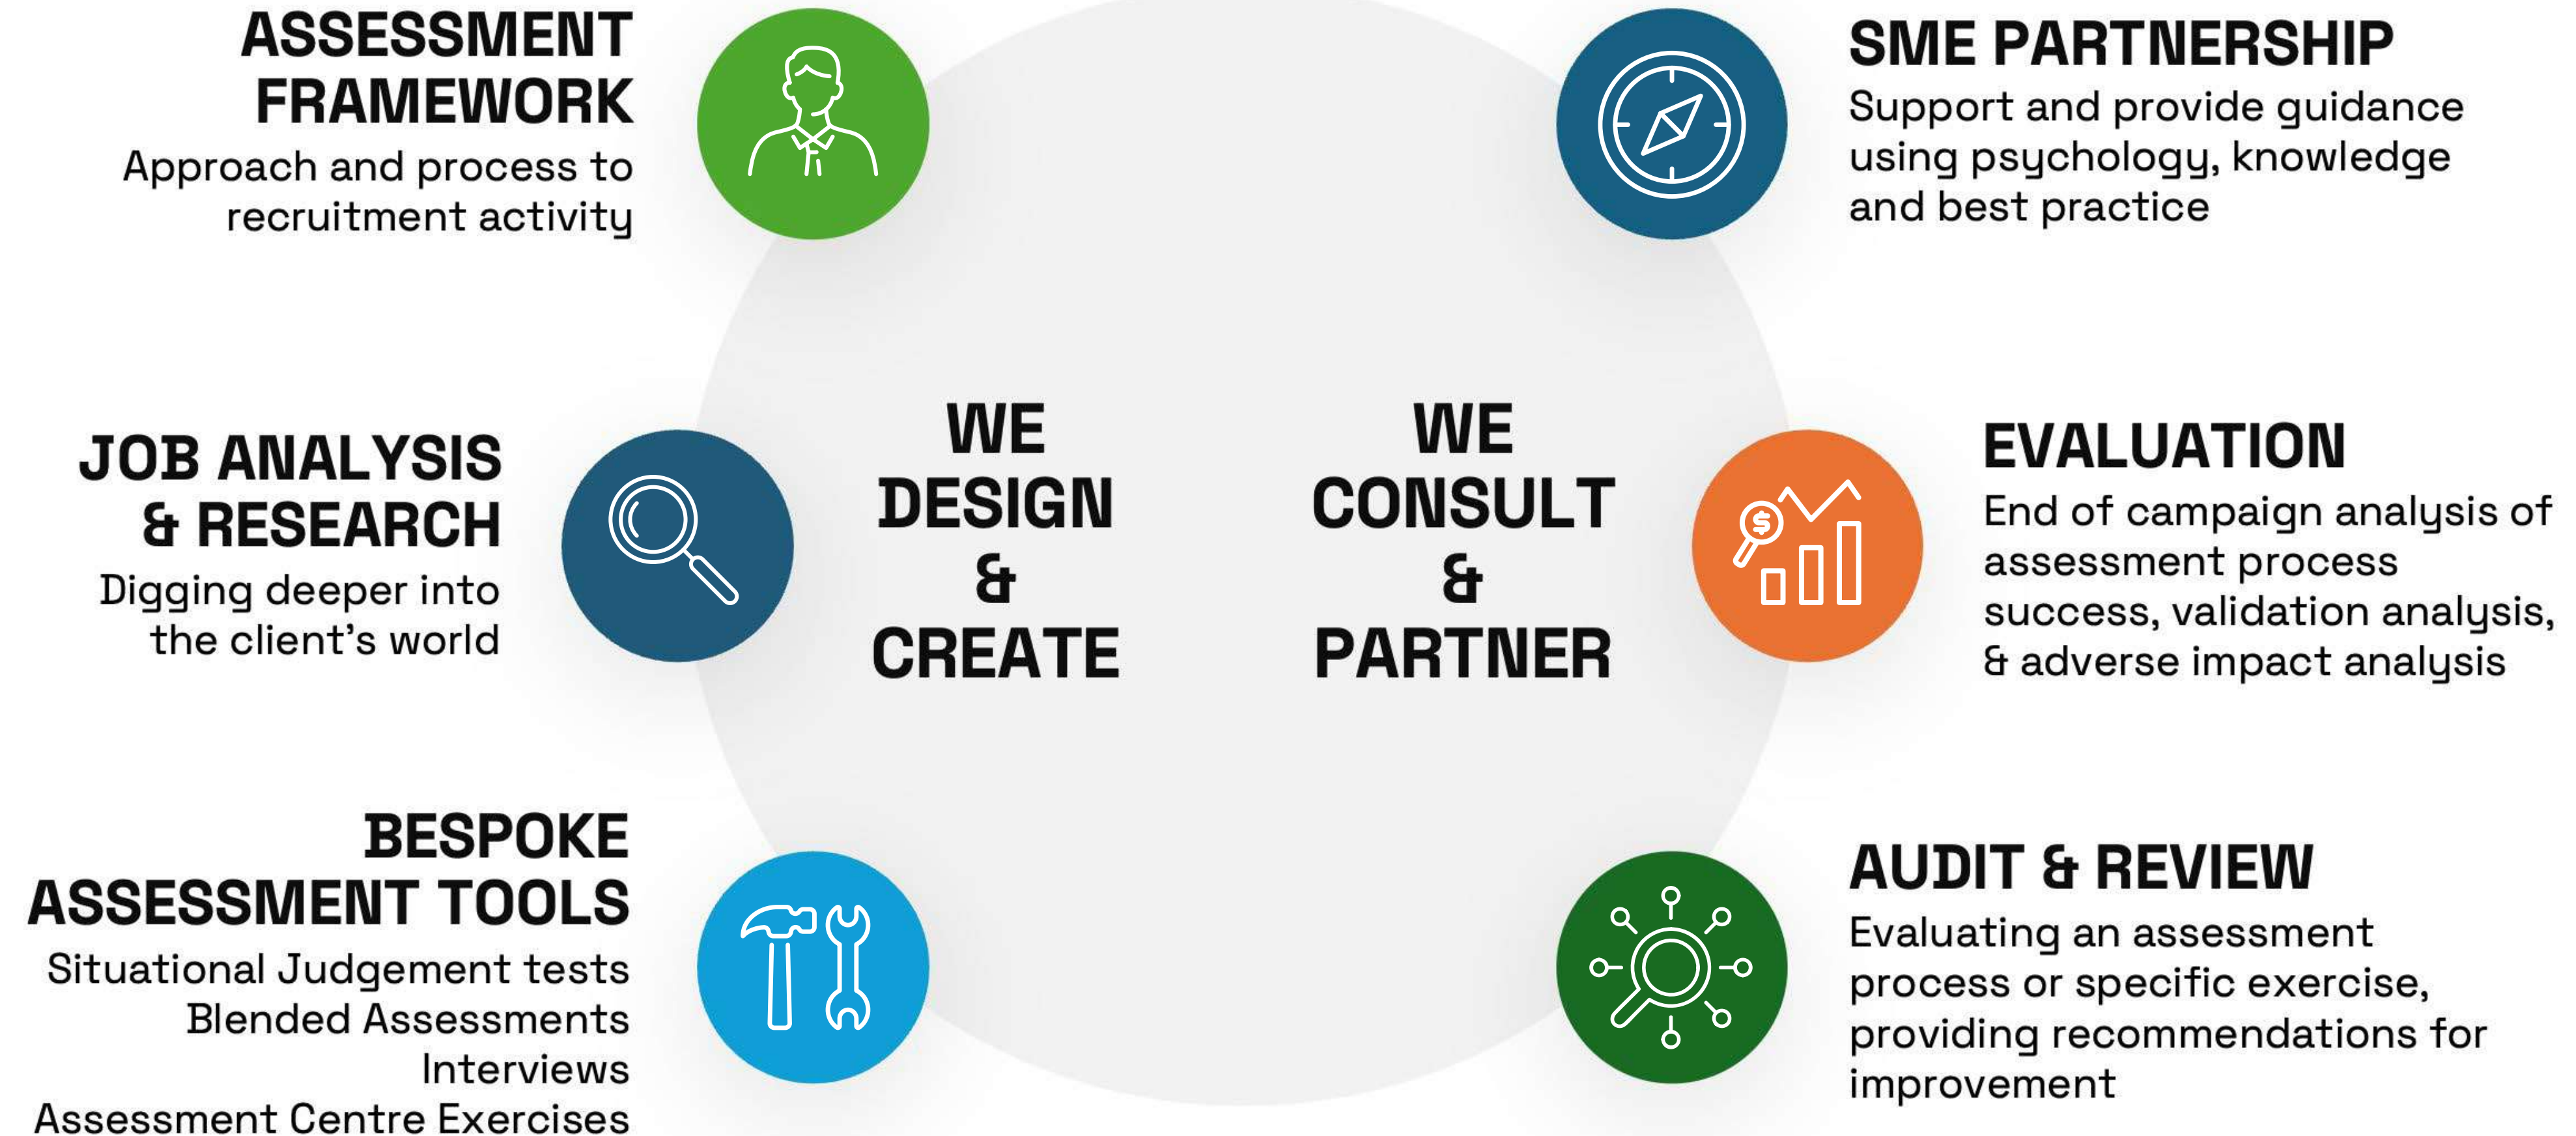 ASSESSMENT
FRAMEWORK
Approach and process to
recruitment activity
JOB ANALYSIS
& RESEARCH
Digging deeper into
the client's world
BESPOKE
ASSESSMENT TOOLS
Situational Judgement tests
Blended Assessments
Interviews
Assessment Centre Exercises
WE
DESIGN
&
CREATE
WE
CONSULT
&
PARTNER
SME PARTNERSHIP
Support and provide guidance
using psychology, knowledge
and best practice
$
EVALUATION
End of campaign analysis of
assessment process
success, validation analysis,
& adverse impact analysis
AUDIT & REVIEW
Evaluating an assessment
process or specific exercise,
providing recommendations for
improvement